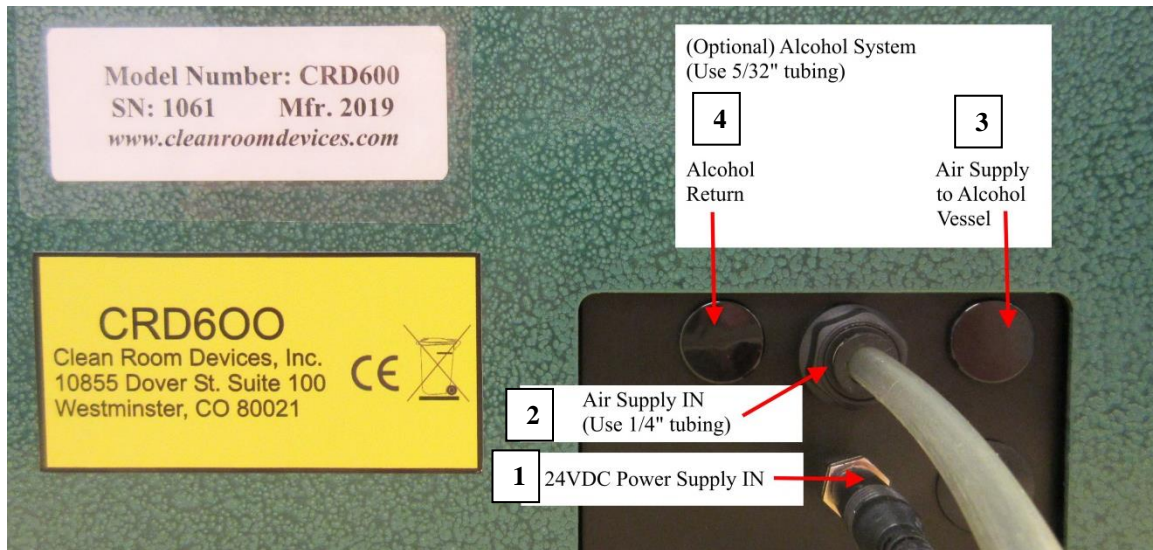 Model Number: CRD600
SN: 1061 Mfr. 2019
www.cleanroomdevices.com
CRD6OO
Clean Room Devices, Inc.
10855 Dover St. Suite 100
Westminster, CO 80021
CE
(Optional) Alcohol System
(Use 5/32" tubing)
4
3
Alcohol
Return
Air Supply
to Alcohol
Vessel
2
Air Supply IN
(Use 1/4" tubing)
1
24VDC Power Supply IN